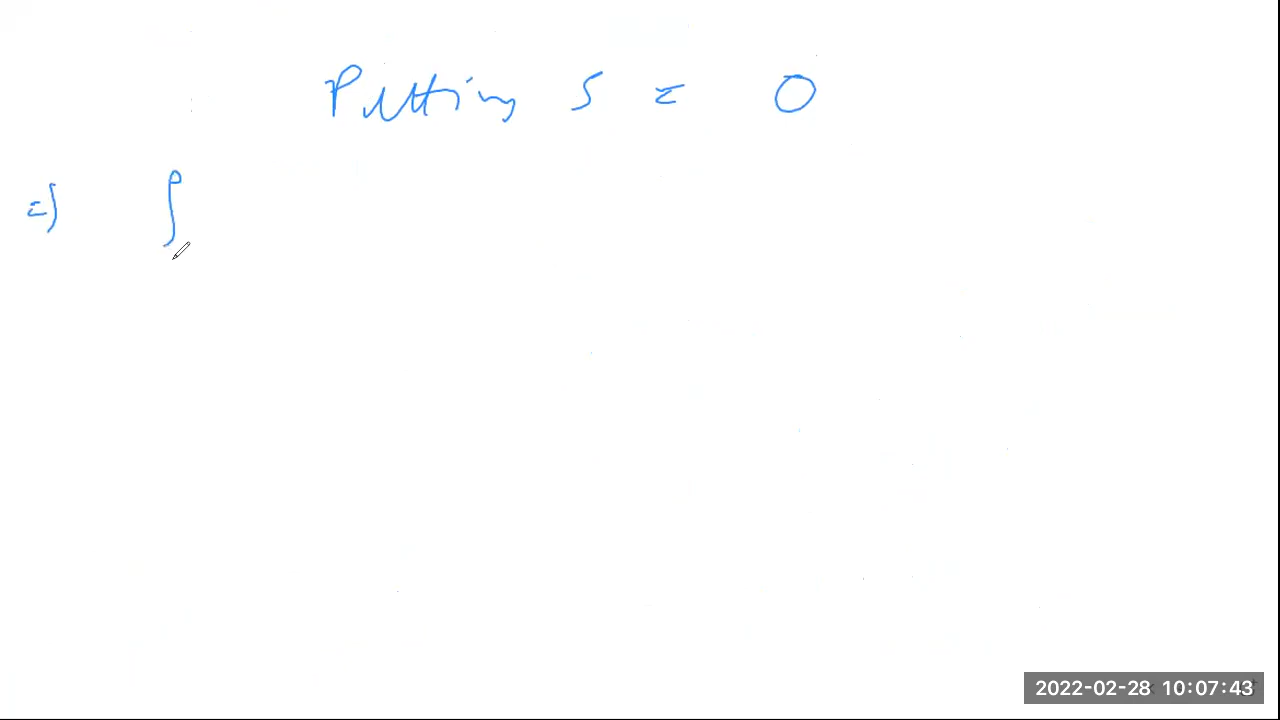 Putting s = 0
=> ∫
2022-02-28 10:07:43